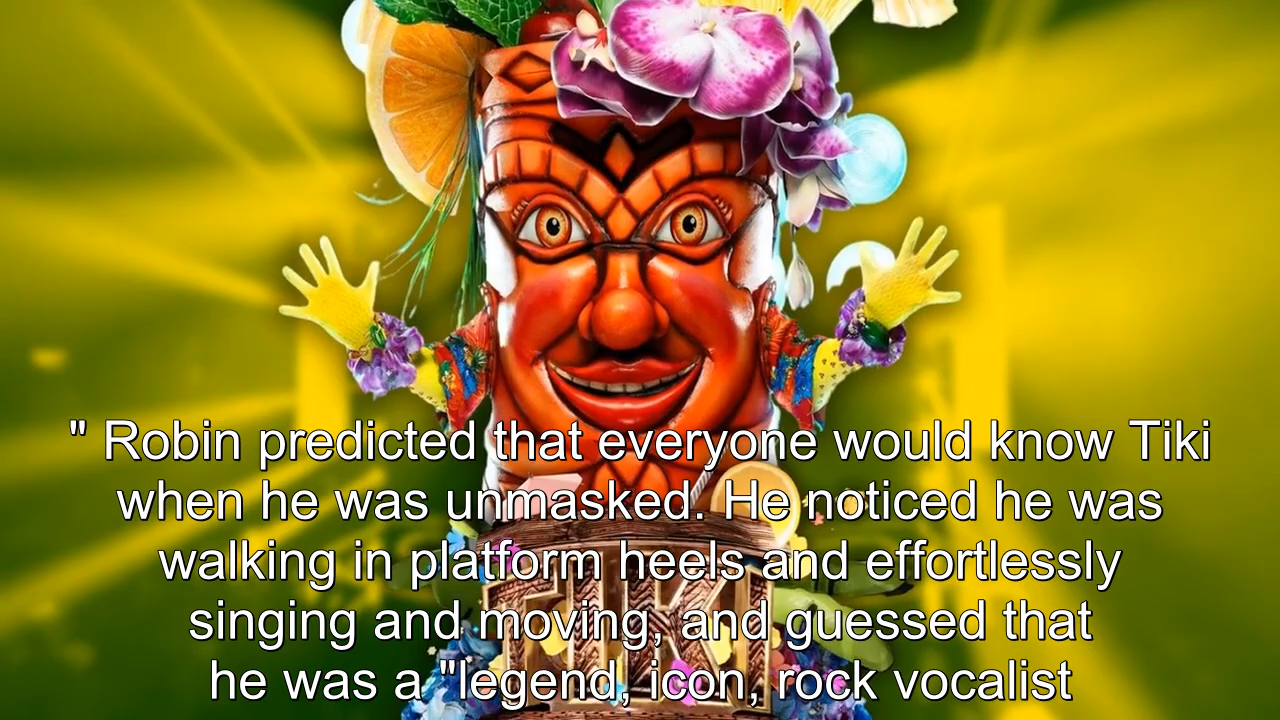 " Robin predicted that everyone would know Tiki
when he was unmasked. He noticed he was
walking in platform heels and effortlessly
singing and moving, and guessed that
he was a "legend, icon, rock vocalist
TIKI